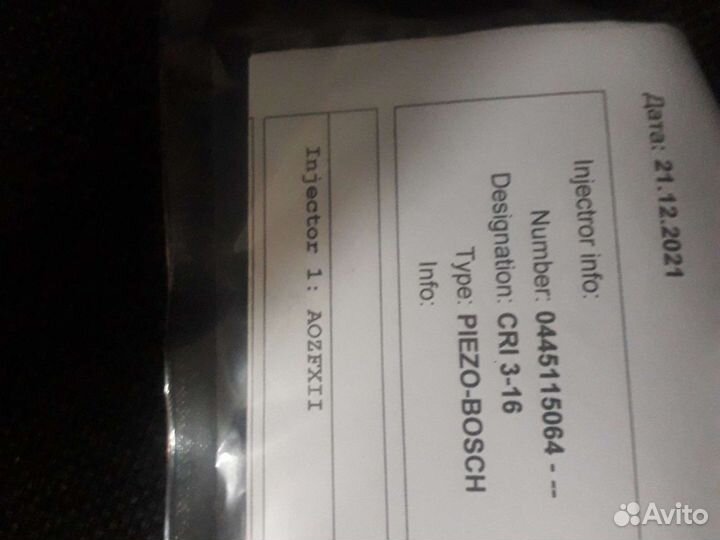 Дата: 21.12.2021
Injectror info:
Number: 0445115064 - --
Designation: CRI 3-16
Type: PIEZO-BOSCH
Info:
Injector 1: AOZFXII
Avito